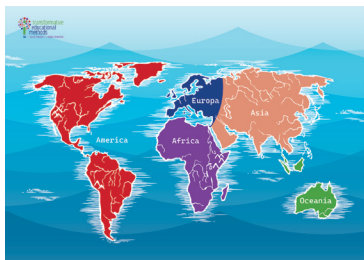 transformative
educational
methods
Europa
Asia
America
Africa
Oceania